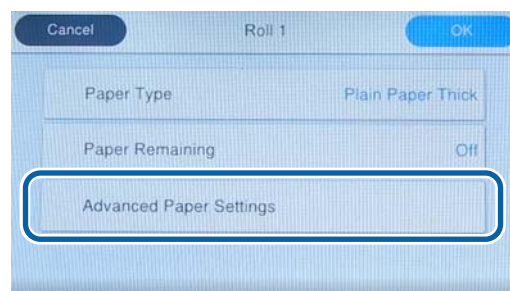 Cancel Roll 1 OK
Paper Type Plain Paper Thick
Paper Remaining Off
Advanced Paper Settings